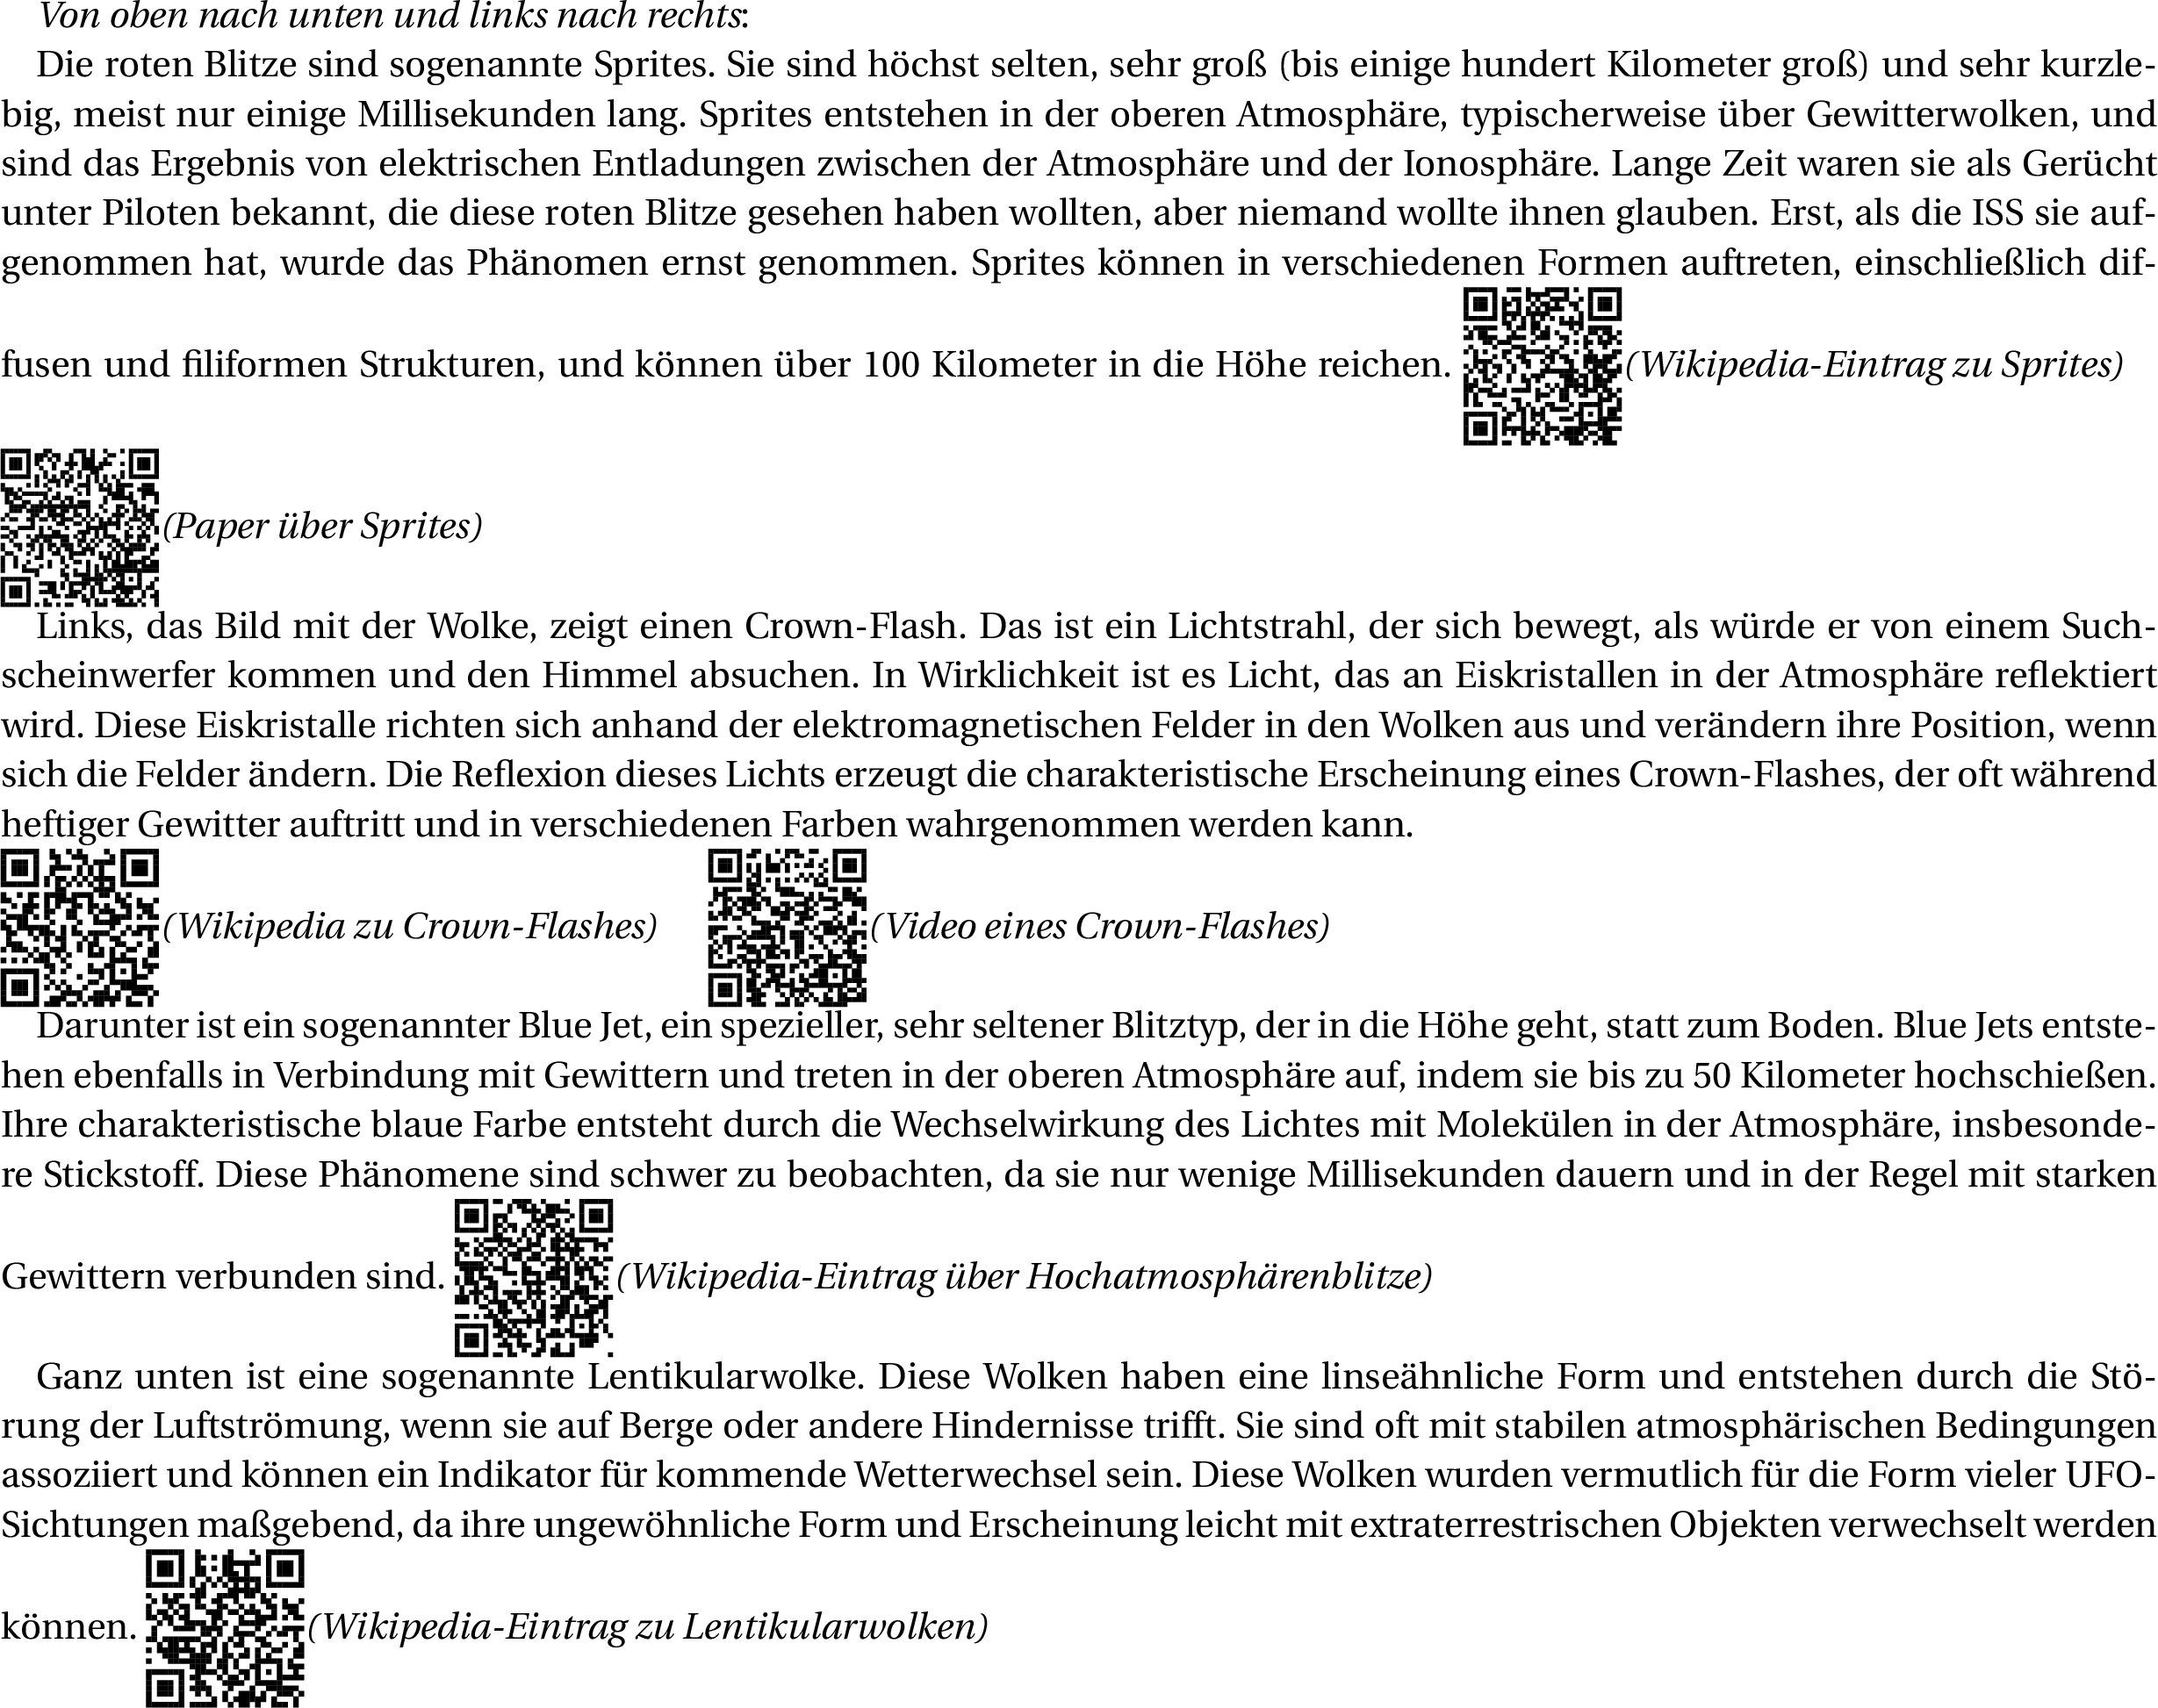 Von oben nach unten und links nach rechts:
Die roten Blitze sind sogenannte Sprites. Sie sind höchst selten, sehr groß (bis einige hundert Kilometer groß) und sehr kurzle-
big, meist nur einige Millisekunden lang. Sprites entstehen in der oberen Atmosphäre, typischerweise über Gewitterwolken, und
sind das Ergebnis von elektrischen Entladungen zwischen der Atmosphäre und der Ionosphäre. Lange Zeit waren sie als Gerücht
unter Piloten bekannt, die diese roten Blitze gesehen haben wollten, aber niemand wollte ihnen glauben. Erst, als die ISS sie auf-
genommen hat, wurde das Phänomen ernst genommen. Sprites können in verschiedenen Formen auftreten, einschließlich dif-
fusen und filiformen Strukturen, und können über 100 Kilometer in die Höhe reichen. (Wikipedia-Eintrag zu Sprites)
(Paper über Sprites)
Links, das Bild mit der Wolke, zeigt einen Crown-Flash. Das ist ein Lichtstrahl, der sich bewegt, als würde er von einem Such-
scheinwerfer kommen und den Himmel absuchen. In Wirklichkeit ist es Licht, das an Eiskristallen in der Atmosphäre reflektiert
wird. Diese Eiskristalle richten sich anhand der elektromagnetischen Felder in den Wolken aus und verändern ihre Position, wenn
sich die Felder ändern. Die Reflexion dieses Lichts erzeugt die charakteristische Erscheinung eines Crown-Flashes, der oft während
heftiger Gewitter auftritt und in verschiedenen Farben wahrgenommen werden kann.
(Wikipedia zu Crown-Flashes) (Video eines Crown-Flashes)
Darunter ist ein sogenannter Blue Jet, ein spezieller, sehr seltener Blitztyp, der in die Höhe geht, statt zum Boden. Blue Jets entste-
hen ebenfalls in Verbindung mit Gewittern und treten in der oberen Atmosphäre auf, indem sie bis zu 50 Kilometer hochschießen.
Ihre charakteristische blaue Farbe entsteht durch die Wechselwirkung des Lichtes mit Molekülen in der Atmosphäre, insbesonde-
re Stickstoff. Diese Phänomene sind schwer zu beobachten, da sie nur wenige Millisekunden dauern und in der Regel mit starken
Gewittern verbunden sind. (Wikipedia-Eintrag über Hochatmosphärenblitze)
Ganz unten ist eine sogenannte Lentikularwolke. Diese Wolken haben eine linseähnliche Form und entstehen durch die Stö-
rung der Luftströmung, wenn sie auf Berge oder andere Hindernisse trifft. Sie sind oft mit stabilen atmosphärischen Bedingungen
assoziiert und können ein Indikator für kommende Wetterwechsel sein. Diese Wolken wurden vermutlich für die Form vieler UFO-
Sichtungen maßgebend, da ihre ungewöhnliche Form und Erscheinung leicht mit extraterrestrischen Objekten verwechselt werden
können. (Wikipedia-Eintrag zu Lentikularwolken)